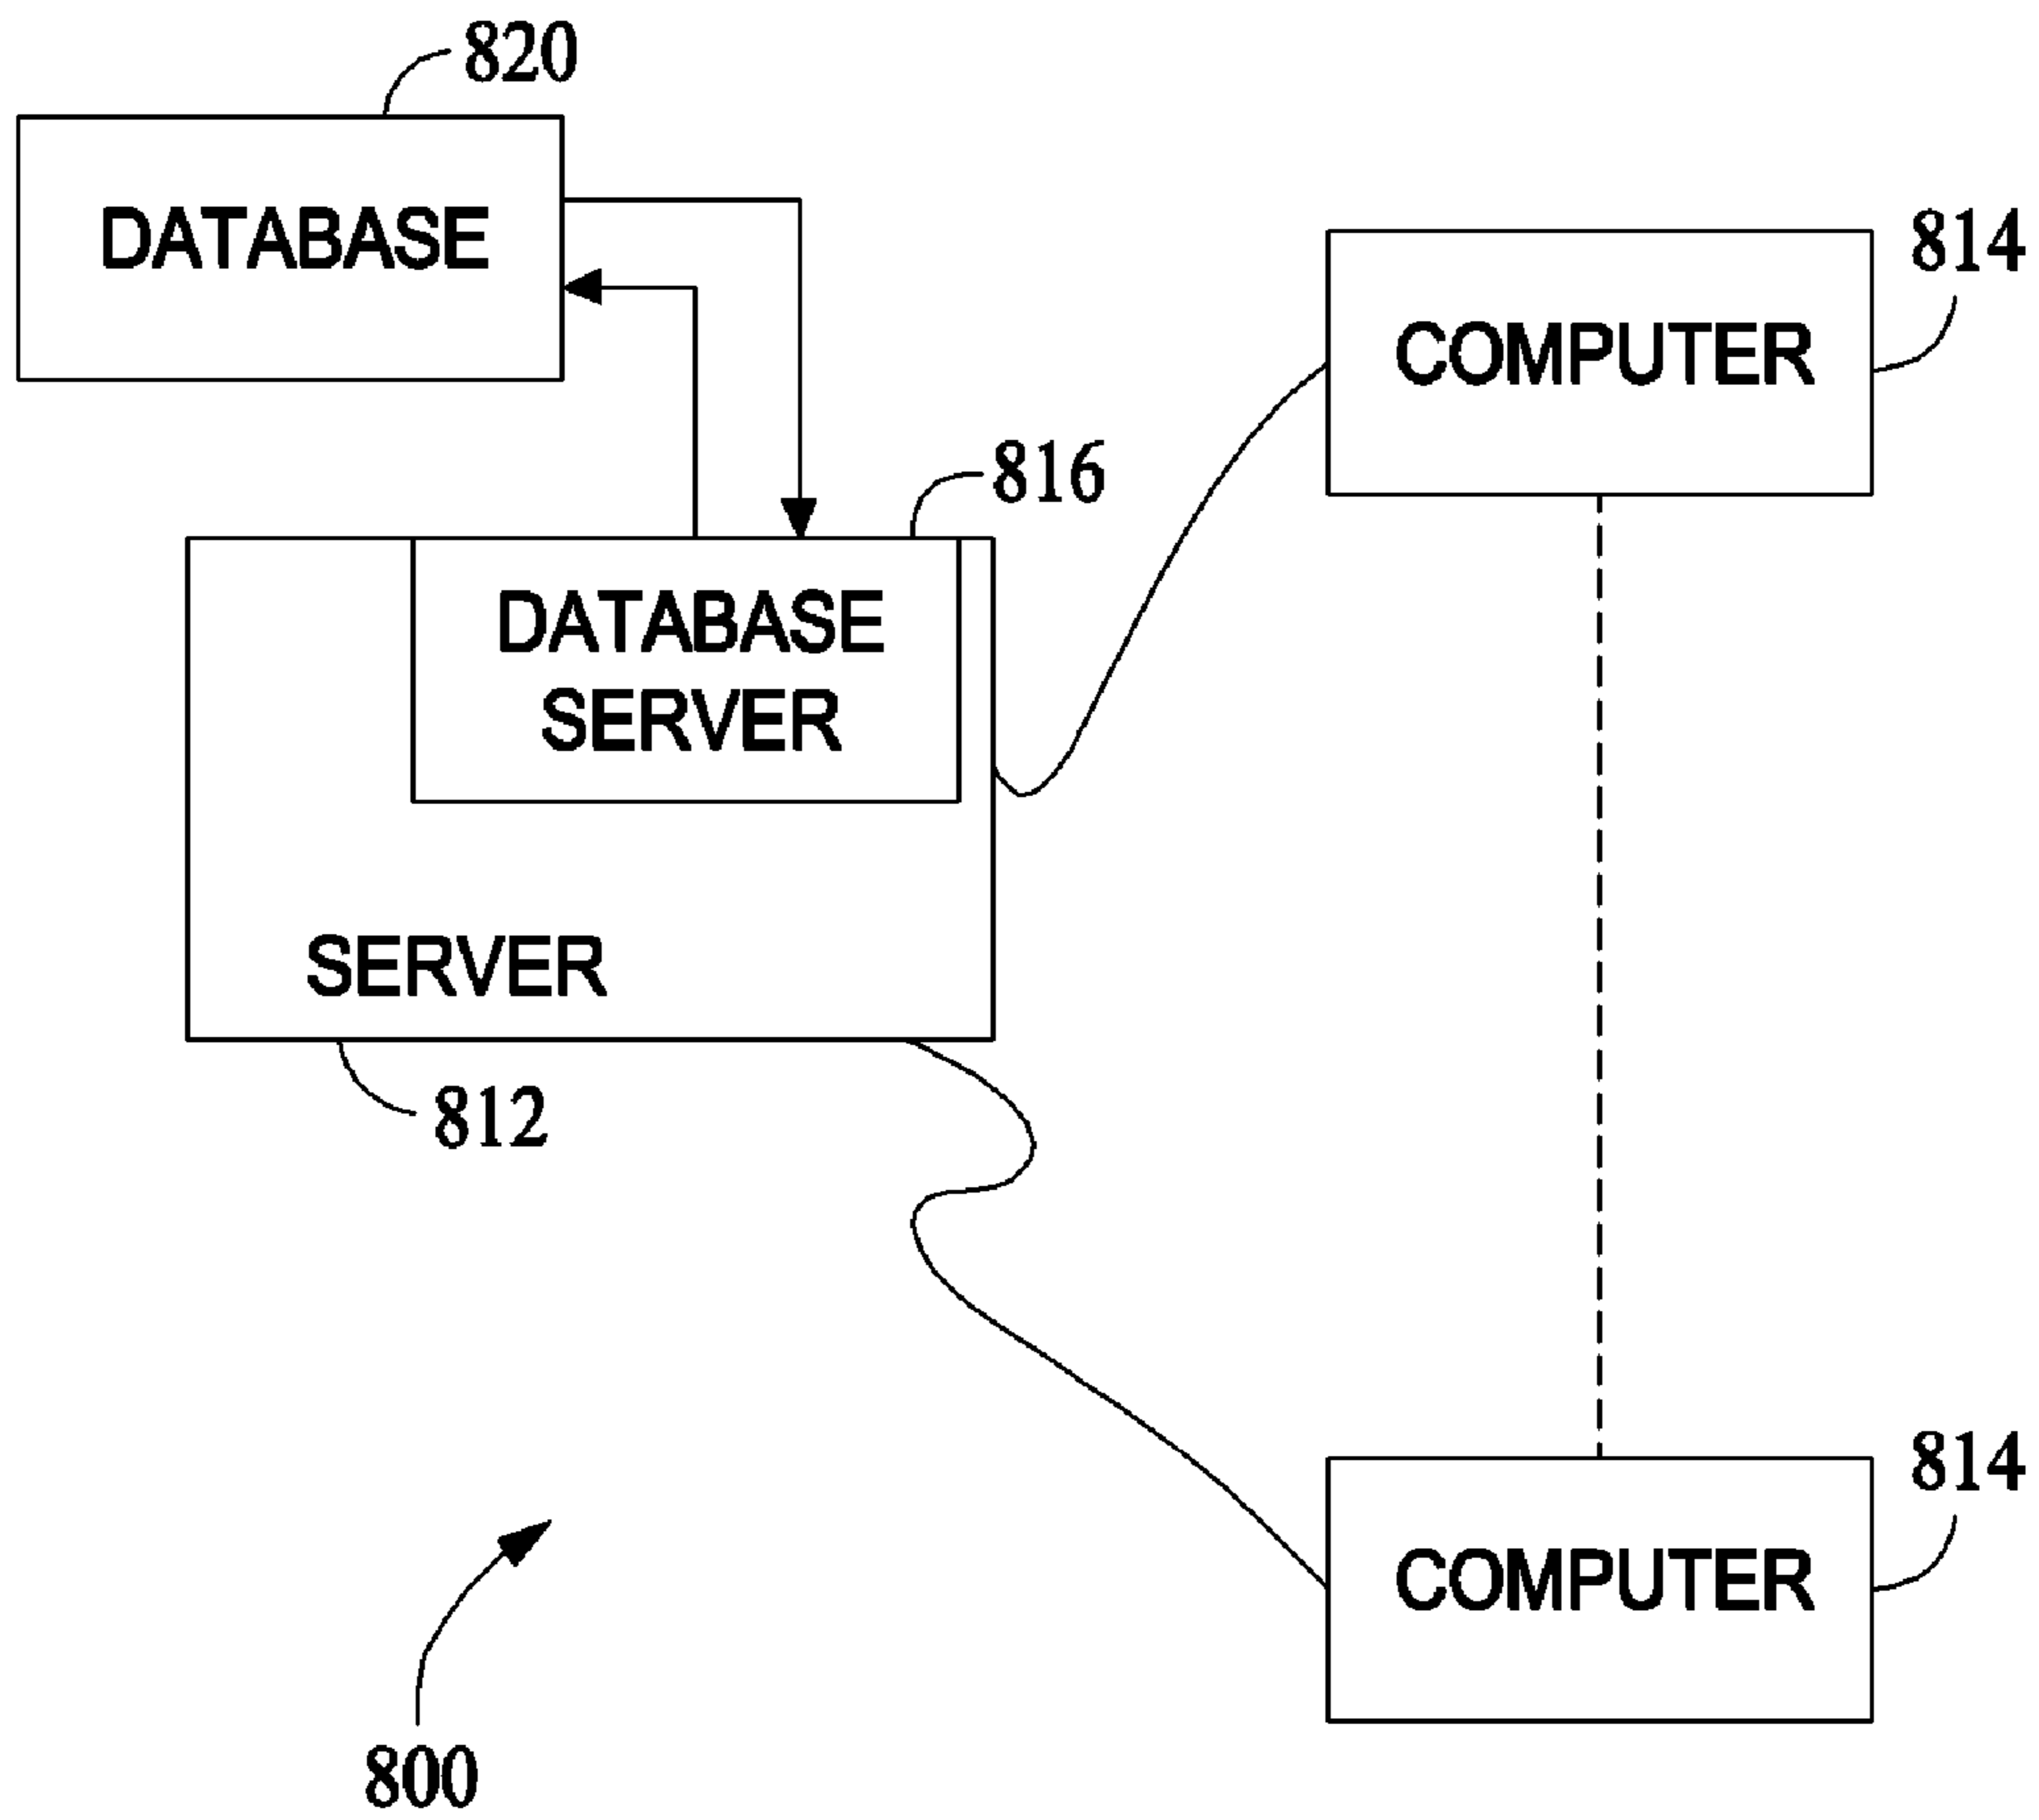 820
DATABASE
814
COMPUTER
816
DATABASE
SERVER
SERVER
812
814
COMPUTER
800